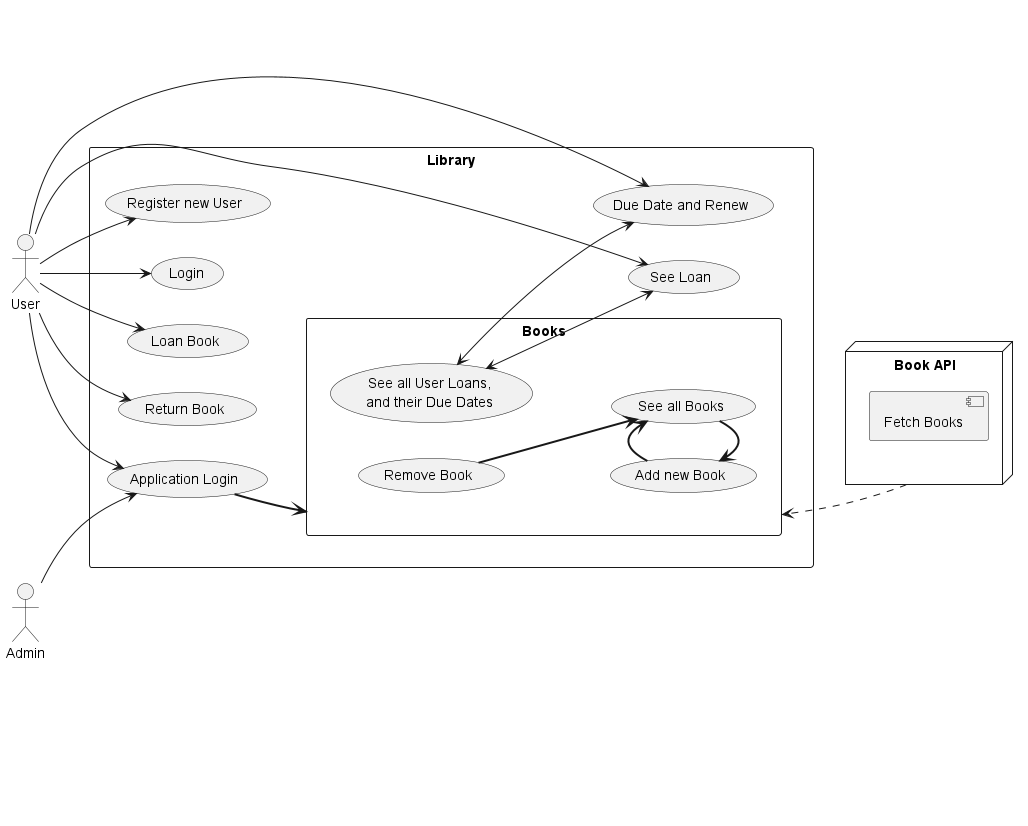 Library
Register new User
Due Date and Renew
Login
See Loan
User
Loan Book
Books
Book API
See all User Loans,
and their Due Dates
See all Books
Fetch Books
Return Book
Remove Book
Add new Book
Application Login
Admin